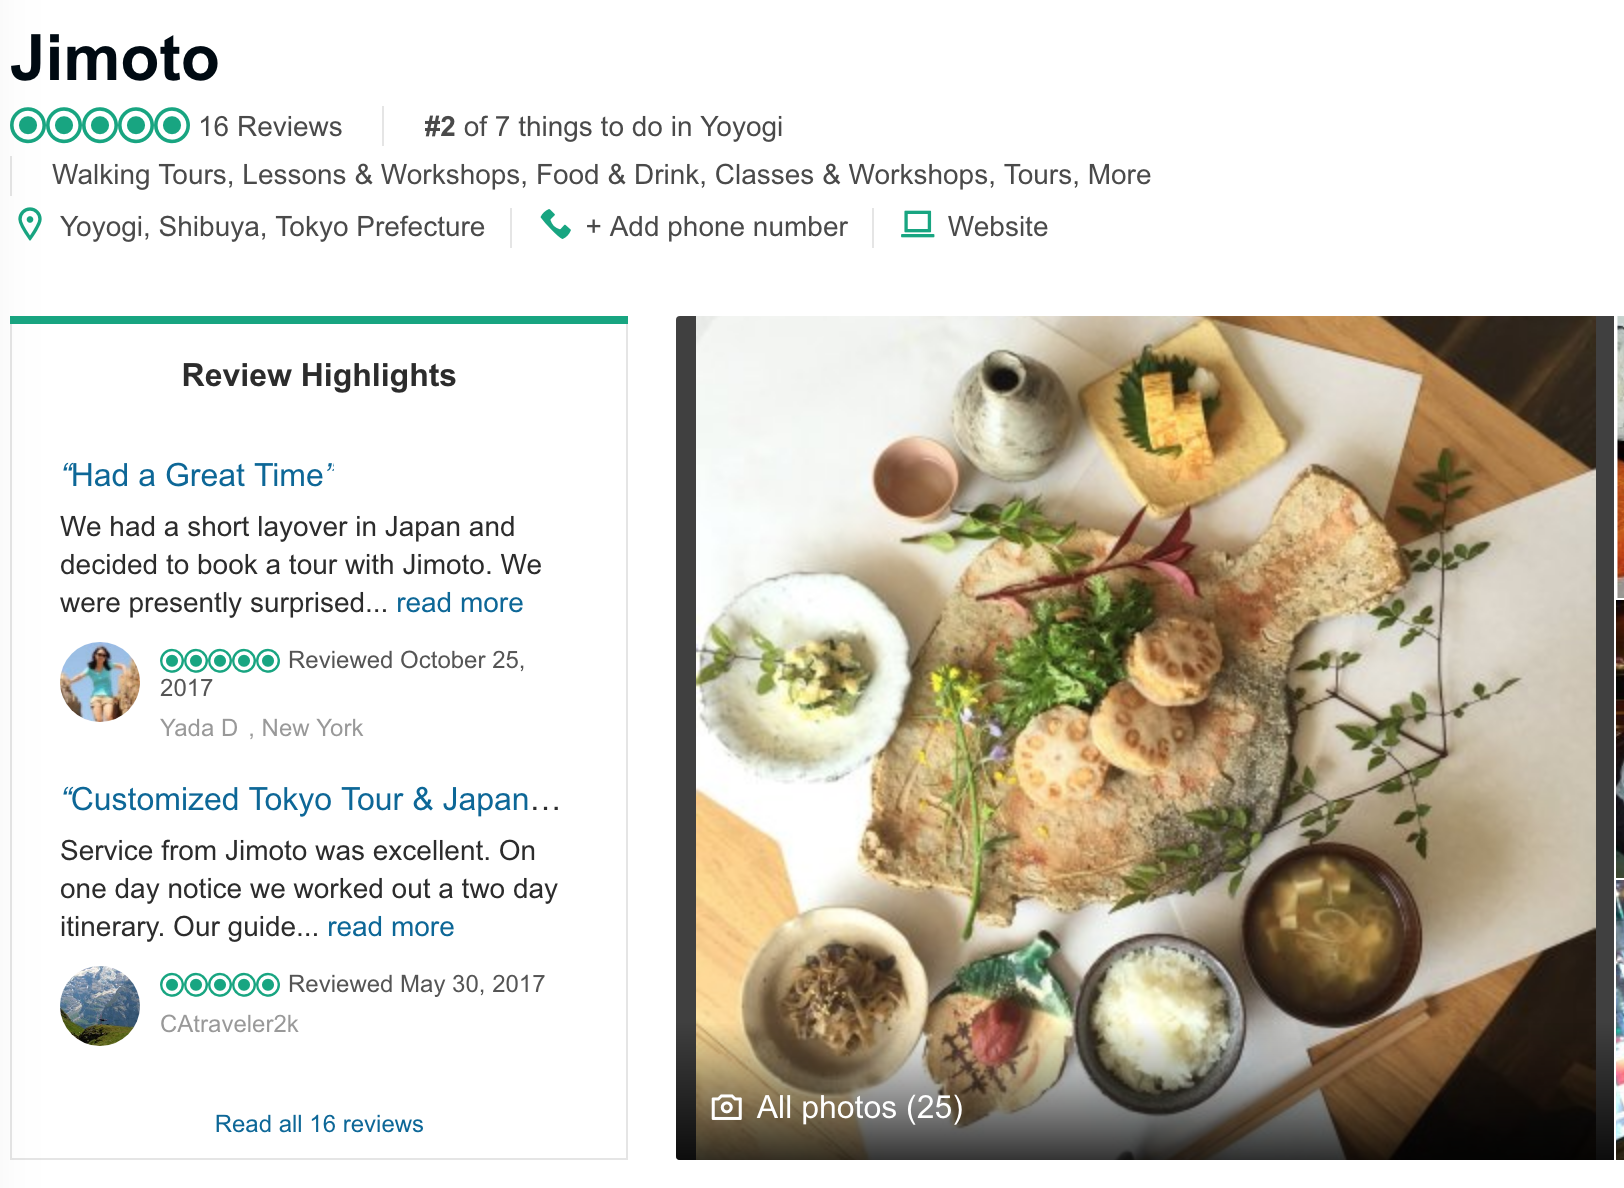 Jimoto
16 Reviews
#2 of 7 things to do in Yoyogi
Walking Tours, Lessons & Workshops, Food & Drink, Classes & Workshops, Tours, More
Yoyogi, Shibuya, Tokyo Prefecture
+ Add phone number
Website
Review Highlights
“Had a Great Time”
We had a short layover in Japan and
decided to book a tour with Jimoto. We
were presently surprised... read more
Reviewed October 25,
2017
Yada D , New York
“Customized Tokyo Tour & Japan…
Service from Jimoto was excellent. On
one day notice we worked out a two day
itinerary. Our guide... read more
Reviewed May 30, 2017
CAtraveler2k
Read all 16 reviews
All photos (25)